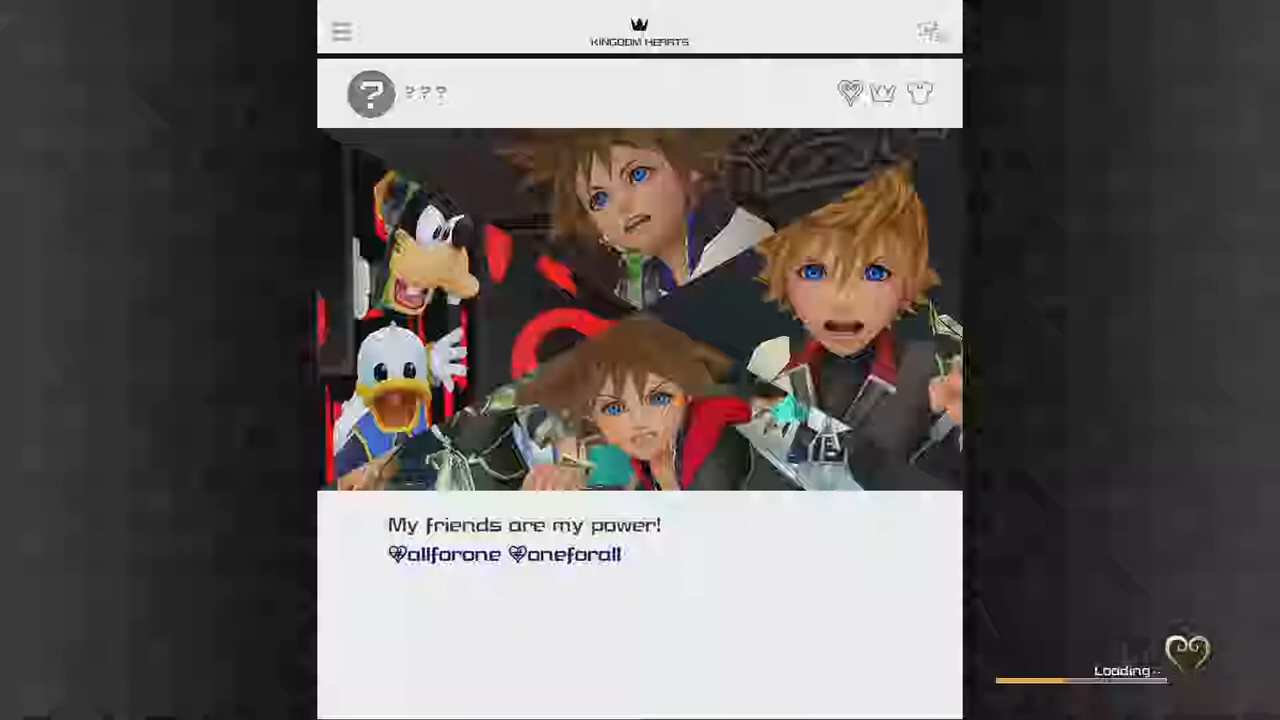 KINGDOM HEARTS
? ???
My friends are my power!
allforone oneforall
Loading..